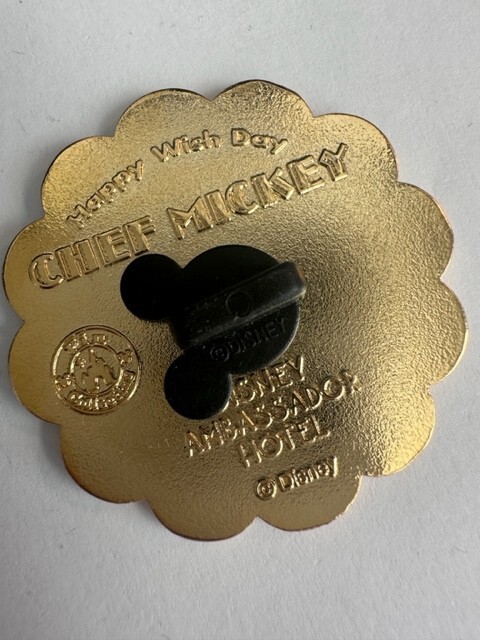 Happy Wish Day
CHEF MICKEY
©DISNEY
DISNEY
AMBASSADOR
HOTEL
©Disney